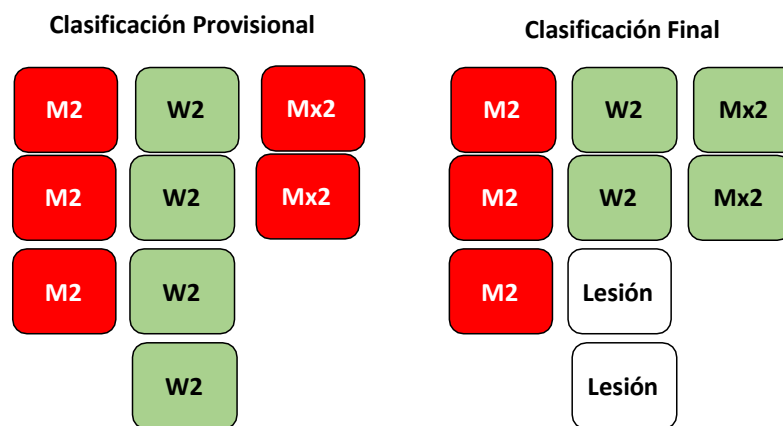 Clasificación Provisional
M2 W2 Mx2
M2 W2 Mx2
M2 W2
W2
Clasificación Final
M2 W2 Mx2
M2 W2 Mx2
M2 Lesión
Lesión